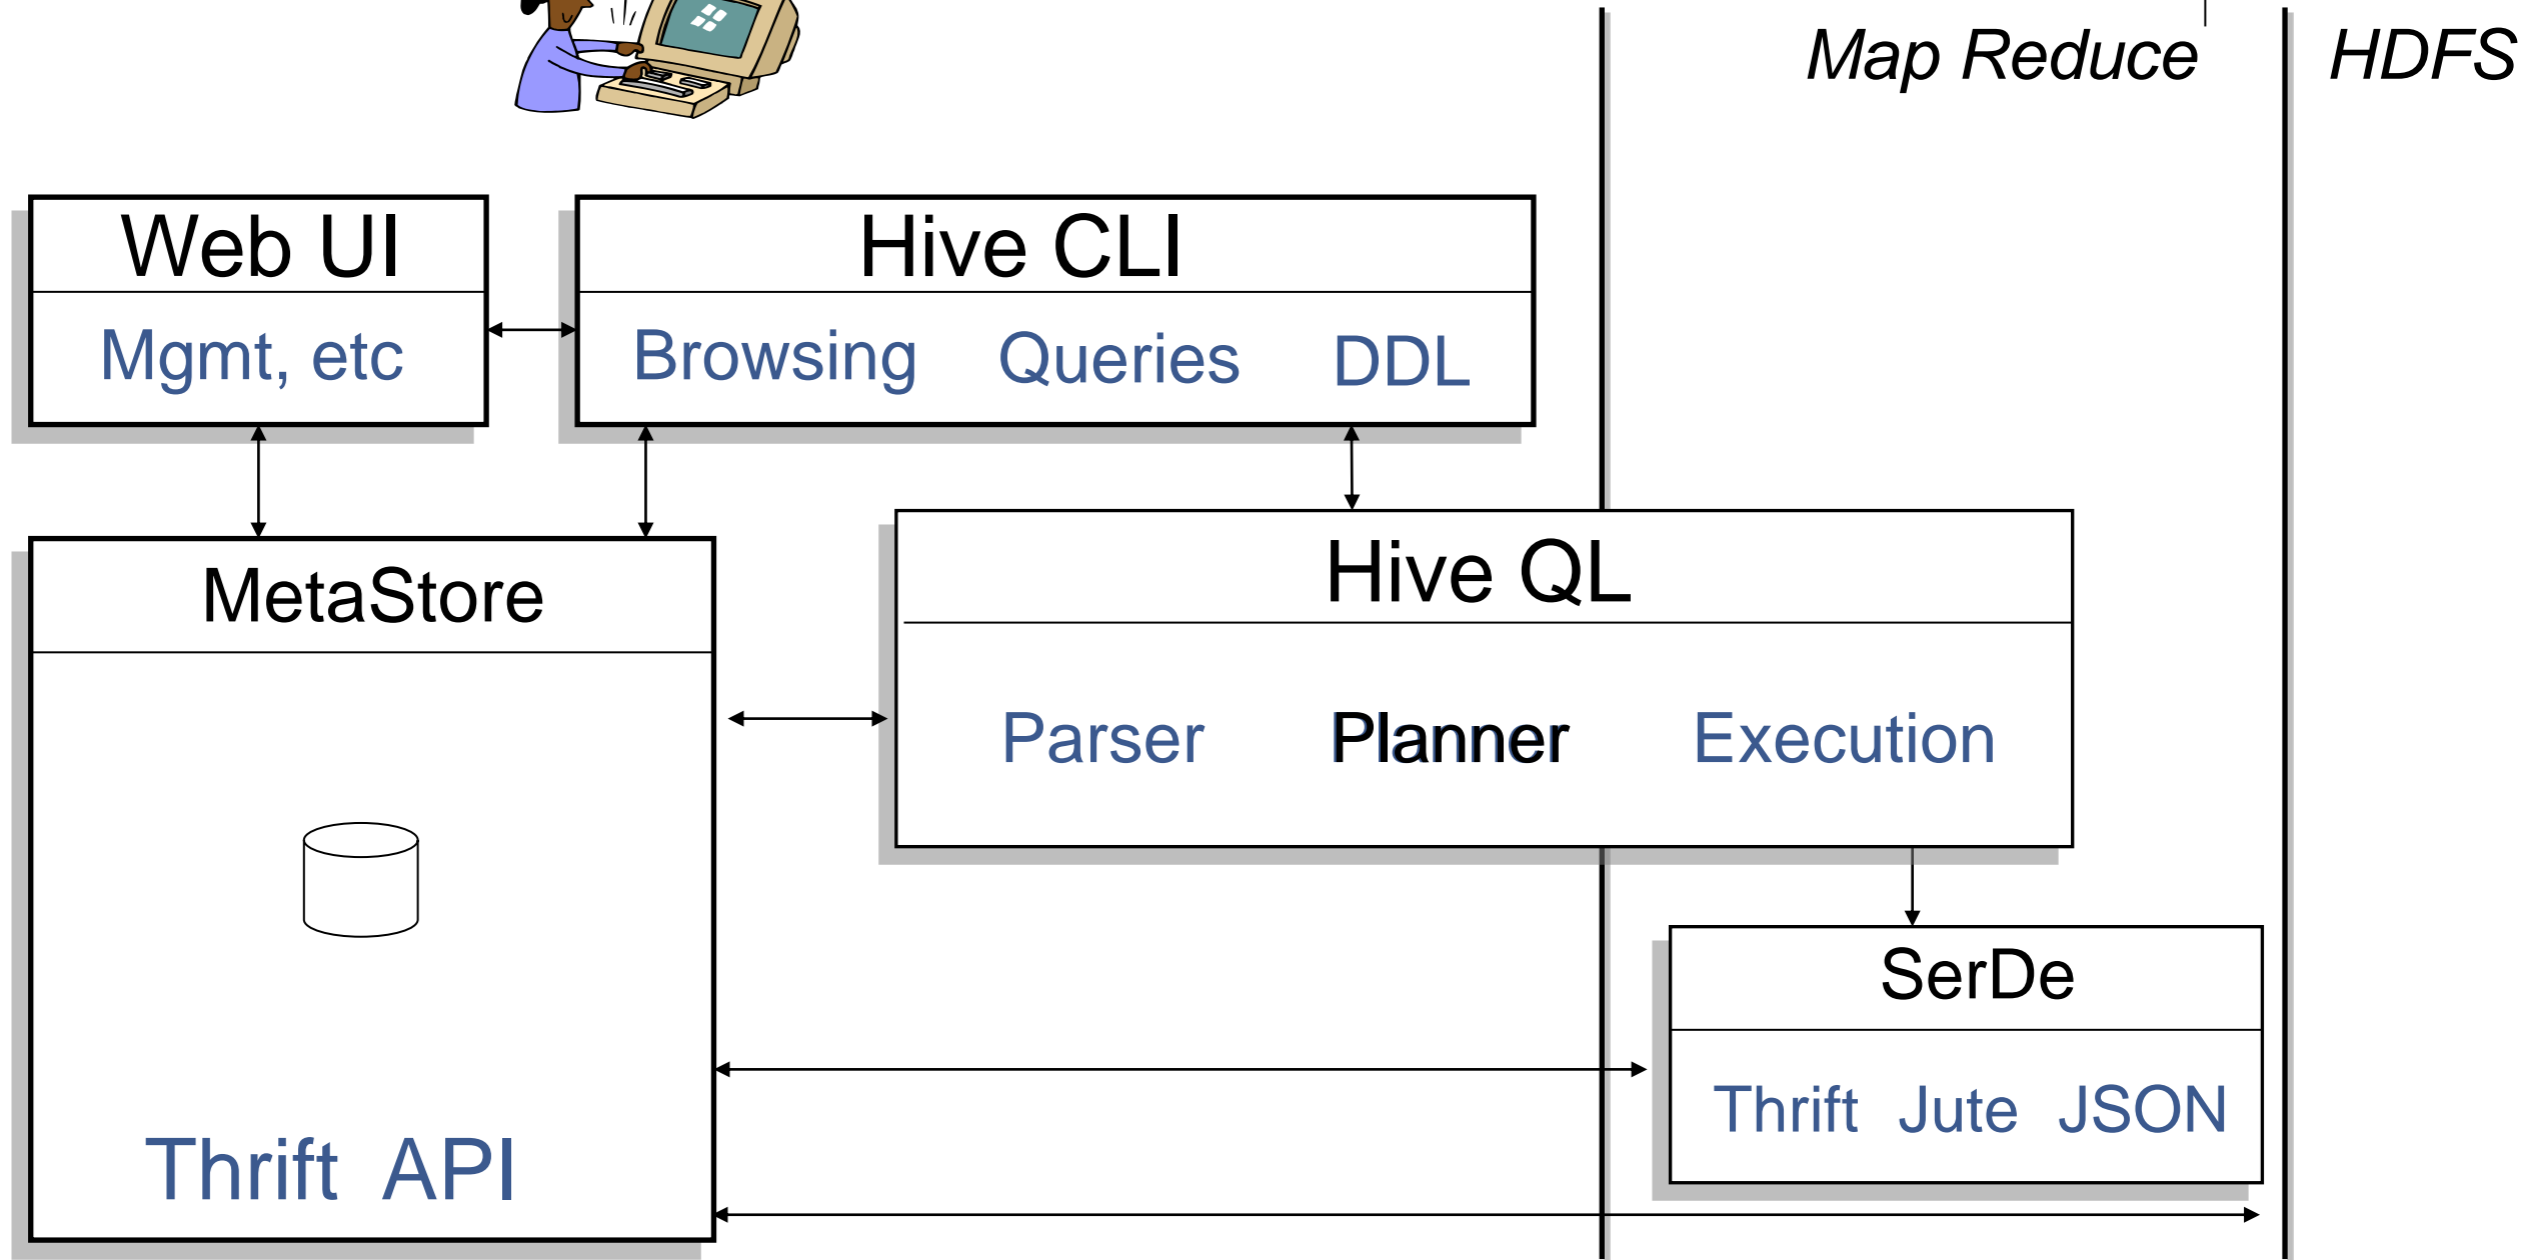 Map Reduce HDFS
Web UI
Mgmt, etc
Hive CLI
Browsing Queries DDL
MetaStore
Thrift API
Hive QL
Parser Planner Execution
SerDe
Thrift Jute JSON